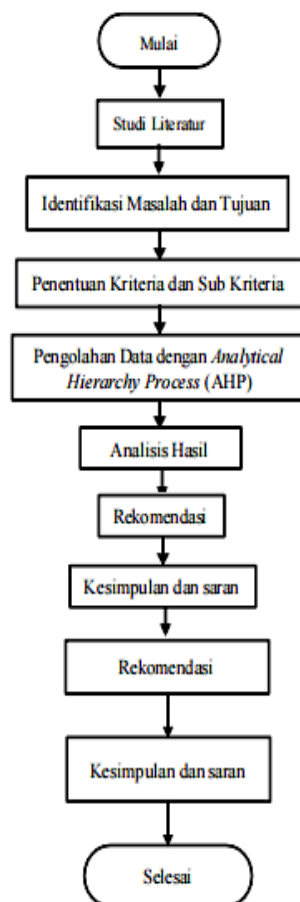 Mulai
Studi Literatur
Identifikasi Masalah dan Tujuan
Penentuan Kriteria dan Sub Kriteria
Pengolahan Data dengan Analytical
Hierarchy Process (AHP)
Analisis Hasil
Rekomendasi
Kesimpulan dan saran
Rekomendasi
Kesimpulan dan saran
Selesai